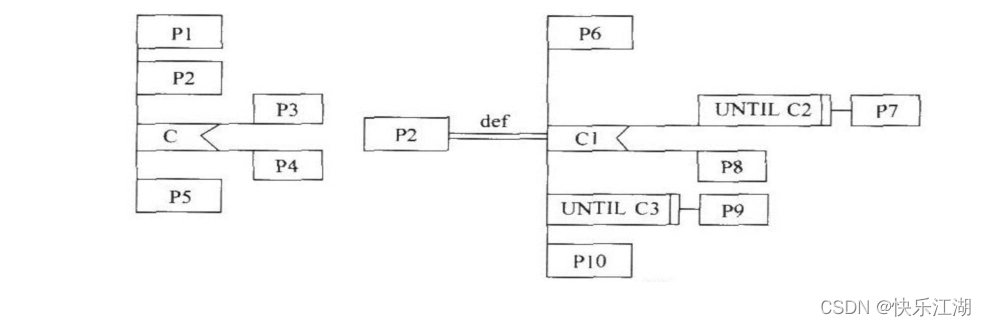 P1
P2
P3
C
P4
P5
P2
def
P6
UNTIL C2
P7
C1
P8
UNTIL C3
P9
P10
CSDN @快乐江湖